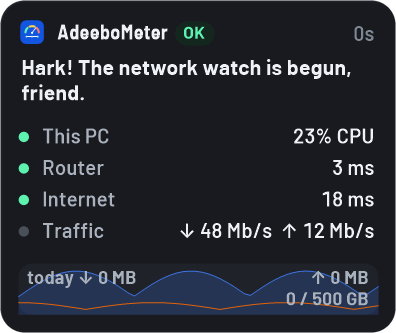 AdeeboMeter OK 0s
Hark! The network watch is begun,
friend.
This PC 23% CPU
Router 3 ms
Internet 18 ms
Traffic ↓ 48 Mb/s ↑ 12 Mb/s
today ↓ 0 MB ↑ 0 MB
0 / 500 GB